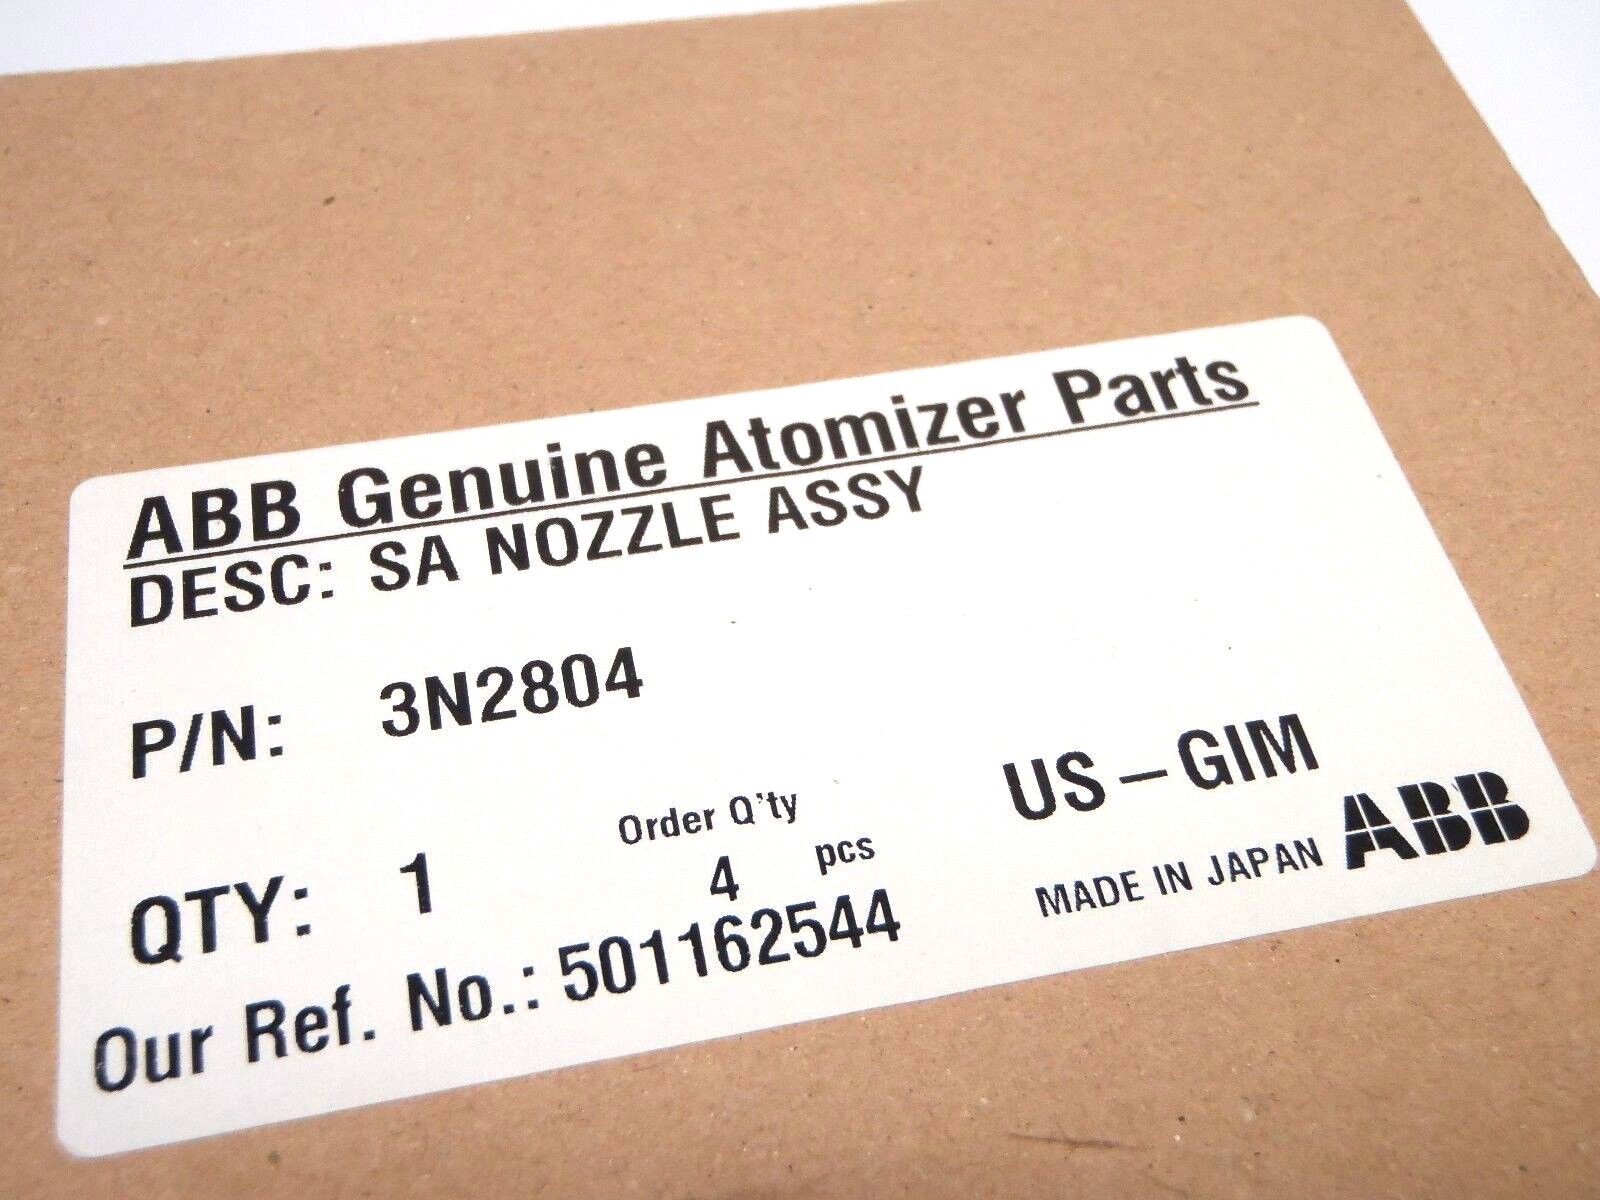 ABB Genuine Atomizer Parts
DESC: SA NOZZLE ASSY
P/N: 3N2804
Order Q'ty
QTY: 1 4 pcs
US-GIM
Our Ref. No.: 501162544
MADE IN JAPAN ABB